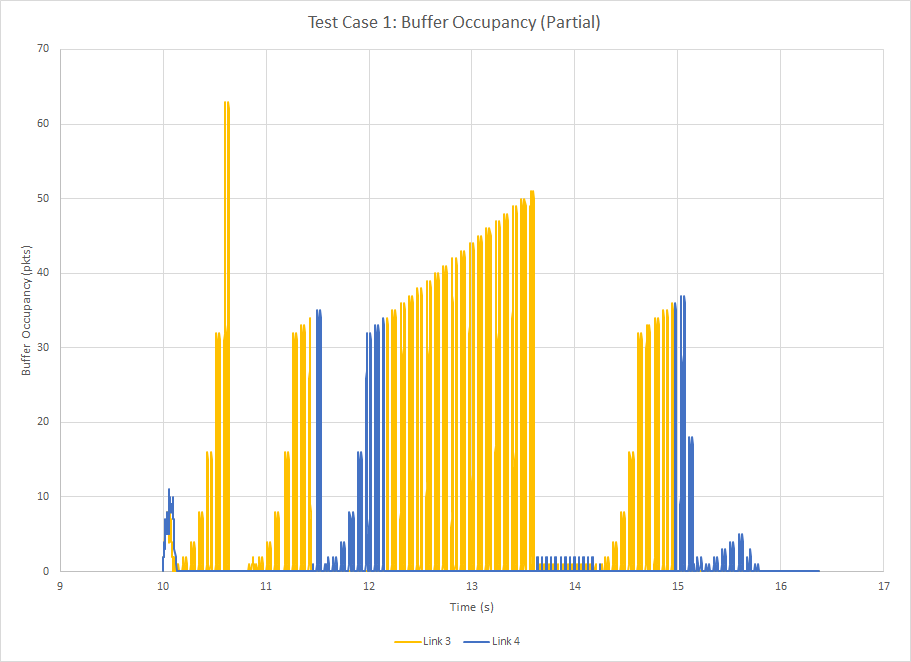 Test Case 1: Buffer Occupancy (Partial)
70
60
50
40
30
20
10
0
Buffer Occupancy (pkts)
9 10 11 12 13 14 15 16 17
Time (s)
Link 3 Link 4